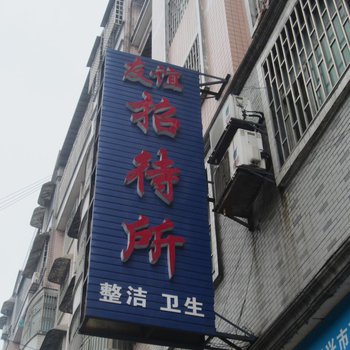 友谊
招待所
整洁 卫生